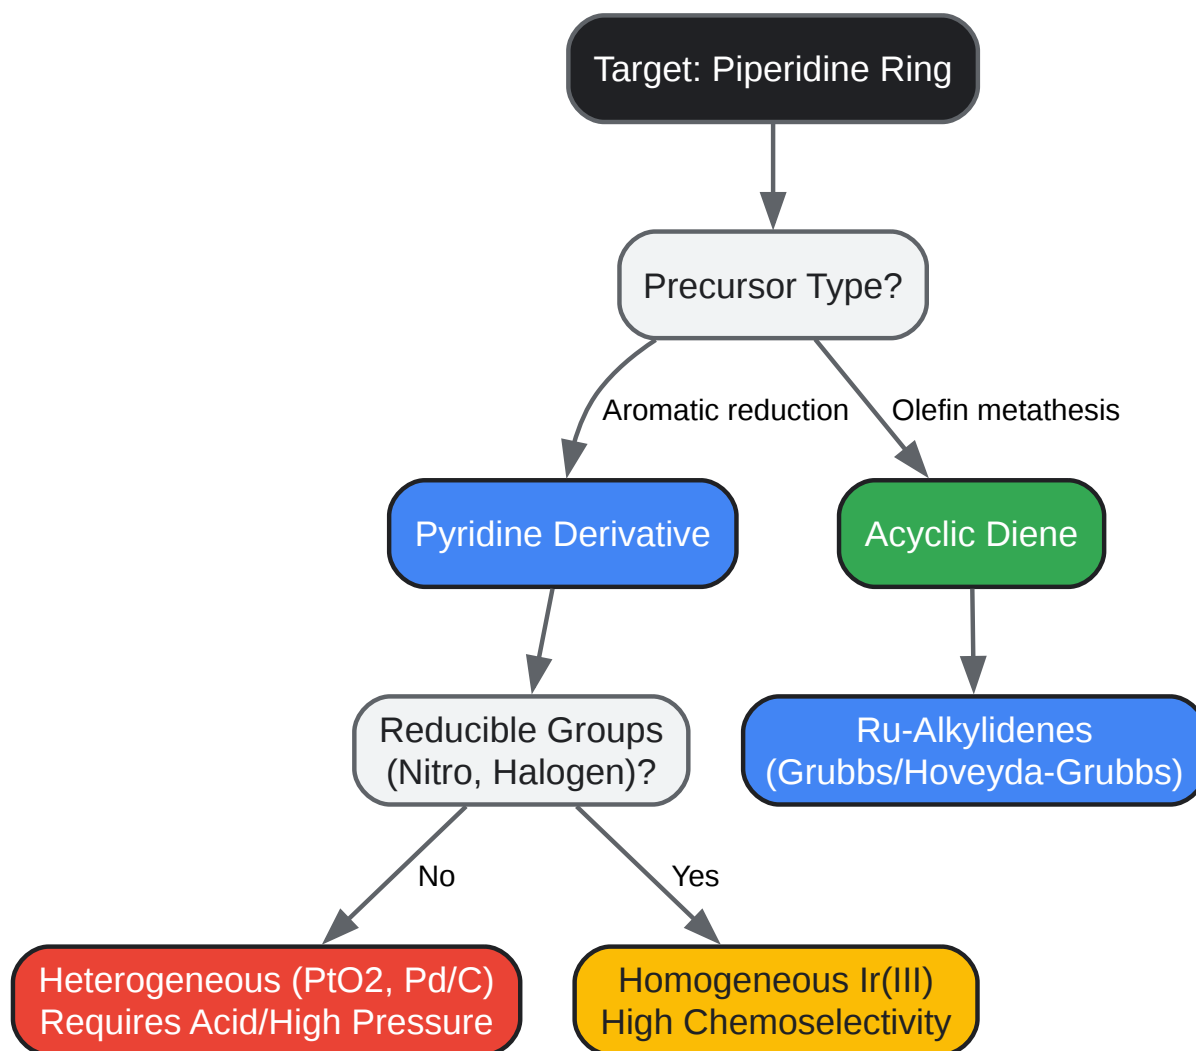 Target: Piperidine Ring
Precursor Type?
Aromatic reduction
Olefin metathesis
Pyridine Derivative
Acyclic Diene
Reducible Groups
(Nitro, Halogen)?
Ru-Alkylidenes
(Grubbs/Hoveyda-Grubbs)
No
Yes
Heterogeneous (PtO2, Pd/C)
Requires Acid/High Pressure
Homogeneous Ir(III)
High Chemoselectivity